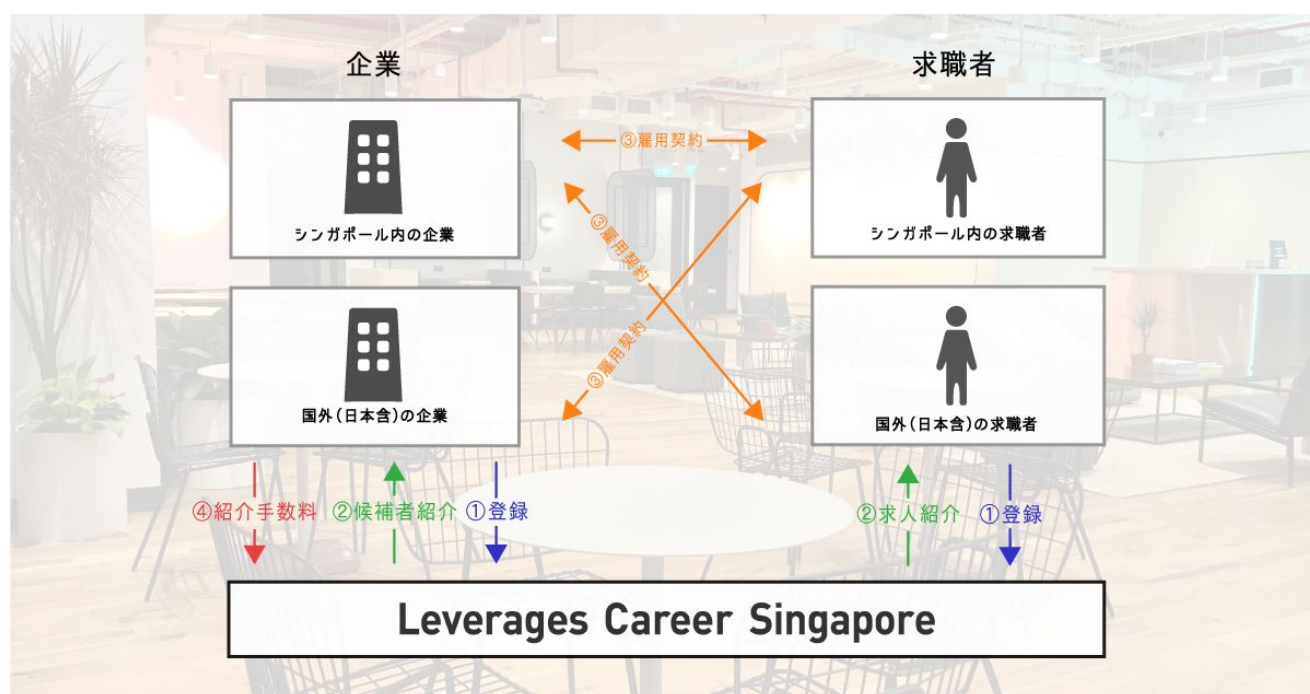 企業
求職者
シンガポール内の企業
③雇用契約
シンガポール内の求職者
③雇用契約
③雇用契約
国外(日本含)の企業
国外(日本含)の求職者
④紹介手数料
②候補者紹介
①登録
②求人紹介
①登録
Leverages Career Singapore